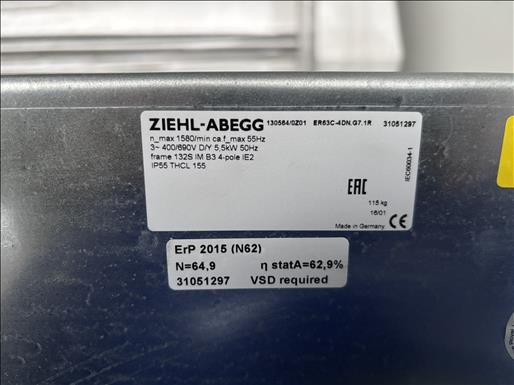 ZIEHL-ABEGG 130564/0Z01 ER63C-4DN.G7.1R 31051297
n_max 1580/min ca f_max 55Hz
3~ 400/690V D/Y 5,5kW 50Hz
frame 132S IM B3 4-pole IE2
IP55 THCL 155
IEC60034-1
EAC
115 kg
16/01
Made in Germany CE
ErP 2015 (N62)
N=64,9 η statA=62,9%
31051297 VSD required